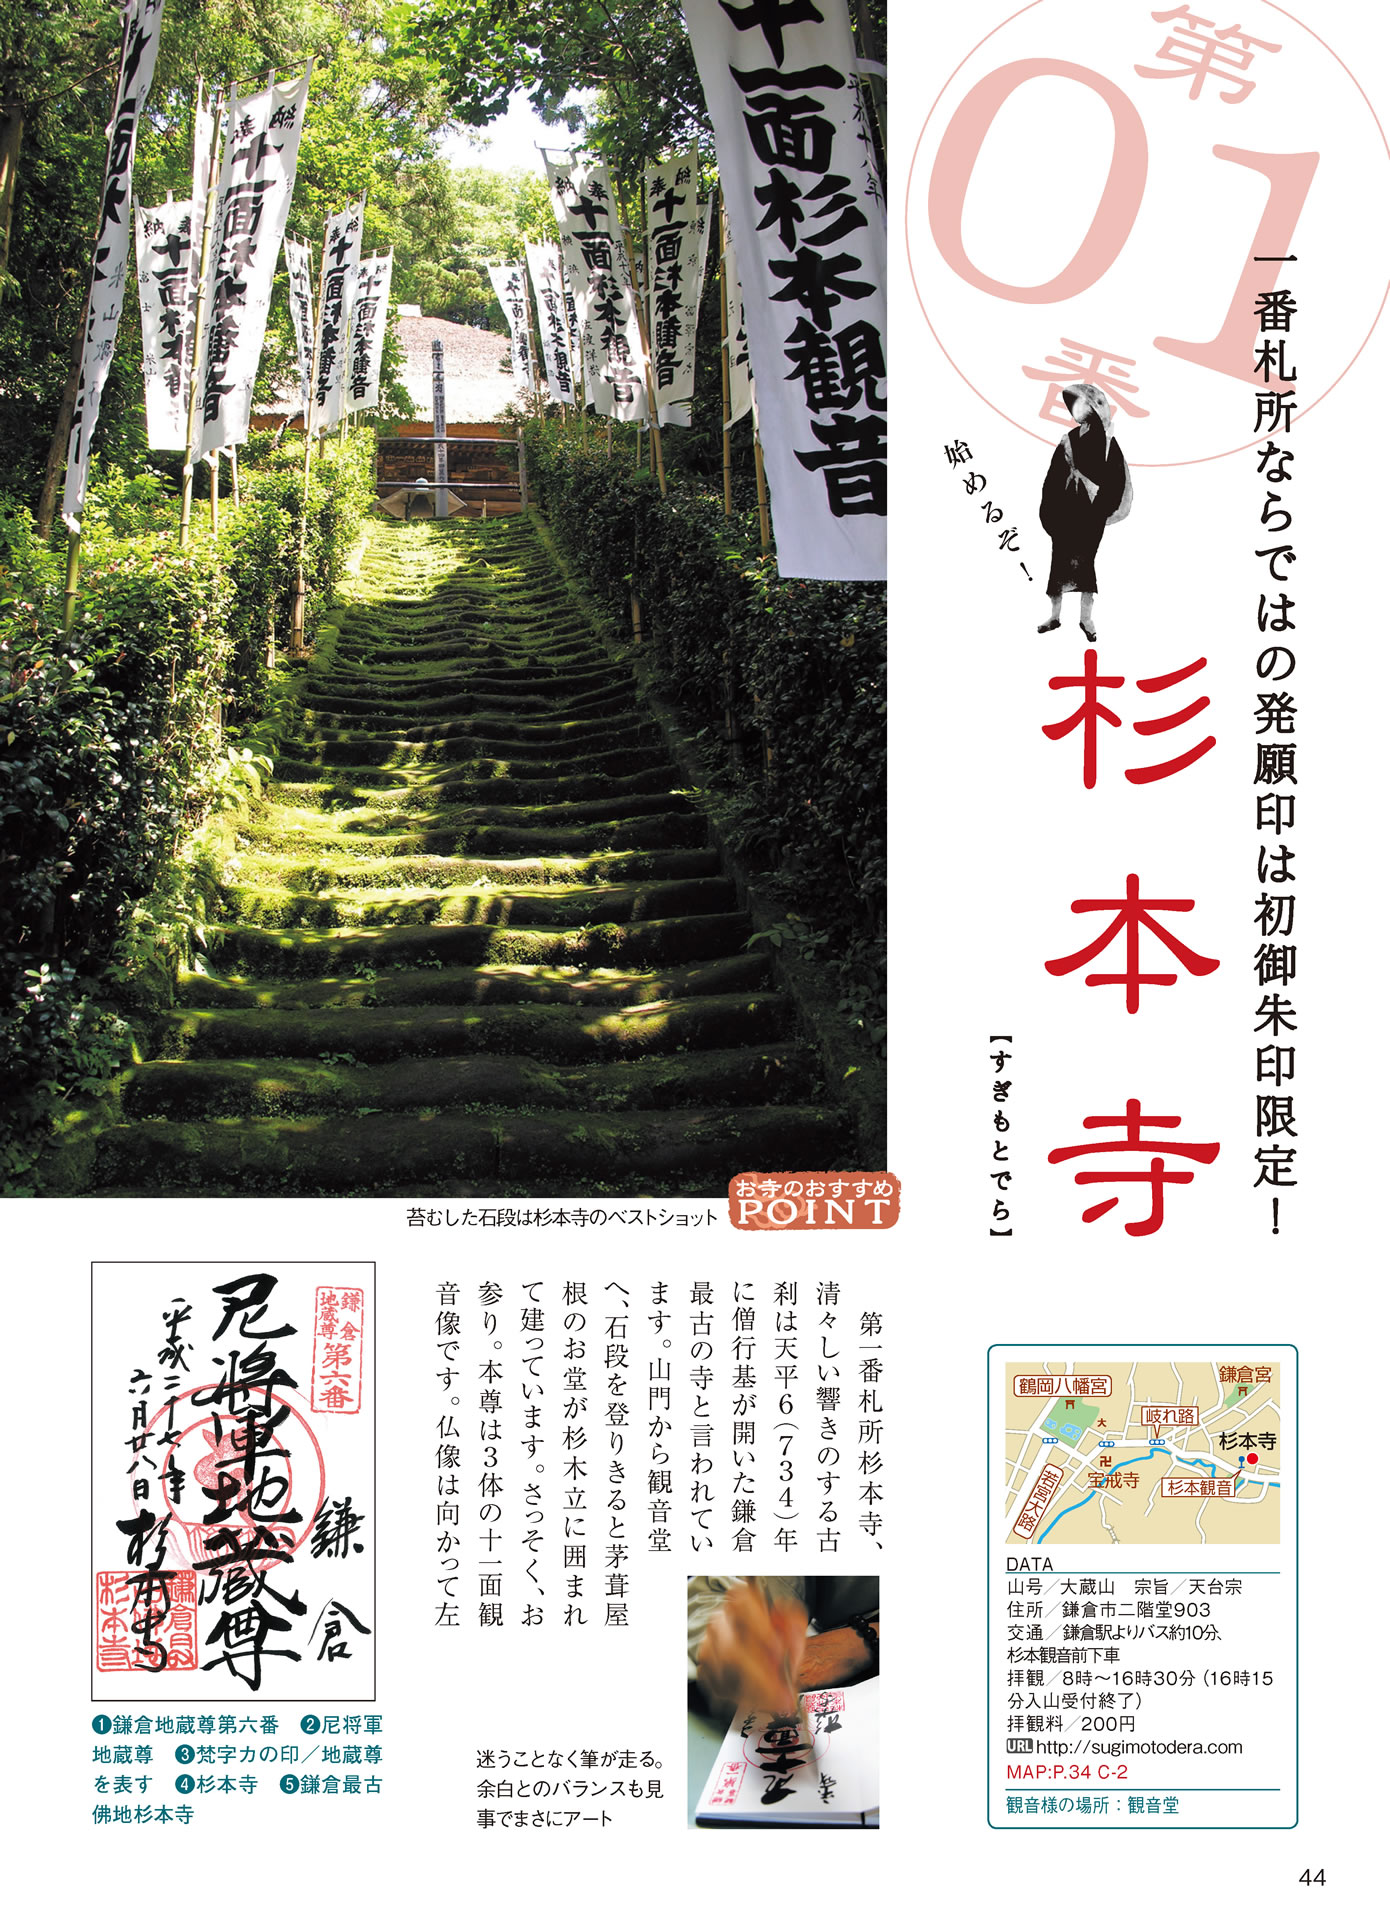 第
01
番
一番札所ならではの発願印は初御朱印限定！
始めるぞ！
杉本寺
【すぎもとでら】
十一面杉本観音
奉納 十一面杉本観音
お寺のおすすめ
POINT
苔むした石段は杉本寺のベストショット
第一番札所杉本寺、
清々しい響きのする古
刹は天平6（734）年
に僧行基が開いた鎌倉
最古の寺と言われてい
ます。山門から観音堂
へ、石段を登りきると茅葺屋
根のお堂が杉木立に囲まれ
て建っています。さっそく、お
参り。本尊は3体の十一面観
音像です。仏像は向かって左
鎌倉
地蔵尊
第六番
鎌倉
尼将軍地蔵尊
平成二十七年
六月廿八日
杉本寺
❶鎌倉地蔵尊第六番　❷尼将軍
地蔵尊　❸梵字カの印／地蔵尊
を表す　❹杉本寺　❺鎌倉最古
佛地杉本寺
迷うことなく筆が走る。
余白とのバランスも見
事でまさにアート
鶴岡八幡宮
鎌倉宮
岐れ路
杉本寺
宝戒寺
杉本観音
若宮大路
DATA
山号／大蔵山　宗旨／天台宗
住所／鎌倉市二階堂903
交通／鎌倉駅よりバス約10分、
杉本観音前下車
拝観／8時～16時30分（16時15
分入山受付終了）
拝観料／200円
URL http://sugimotodera.com
MAP:P.34 C-2
観音様の場所：観音堂
44